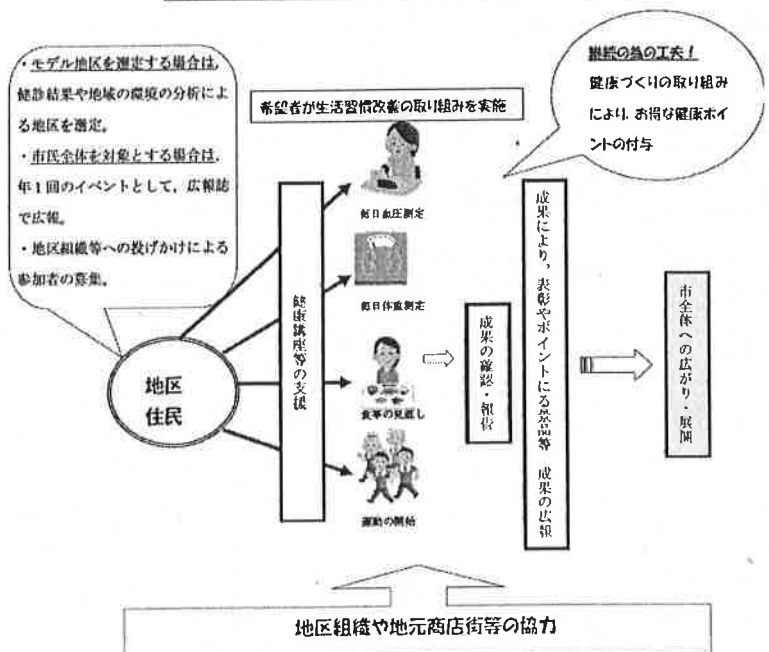 ・モデル地区を選定する場合は、
健診結果や地域の環境の分析によ
る地区を選定。
・市民全体を対象とする場合は、
年1回のイベントとして、広報誌
で広報。
・地区組織等への投げかけによる
参加者の募集。
継続の為の工夫!
健康づくりの取り組み
により、お得な健康ポイ
ントの付与
希望者が生活習慣改善の取り組みを実施
地区
住民
健康講座等の支援
毎日血圧測定
毎日体重測定
食事の見直し
運動の開始
成果の確認・報告
成果により、表彰やポイントにる景品等 成果の広報
市全体への広がり・展開
地区組織や地元商店街等の協力